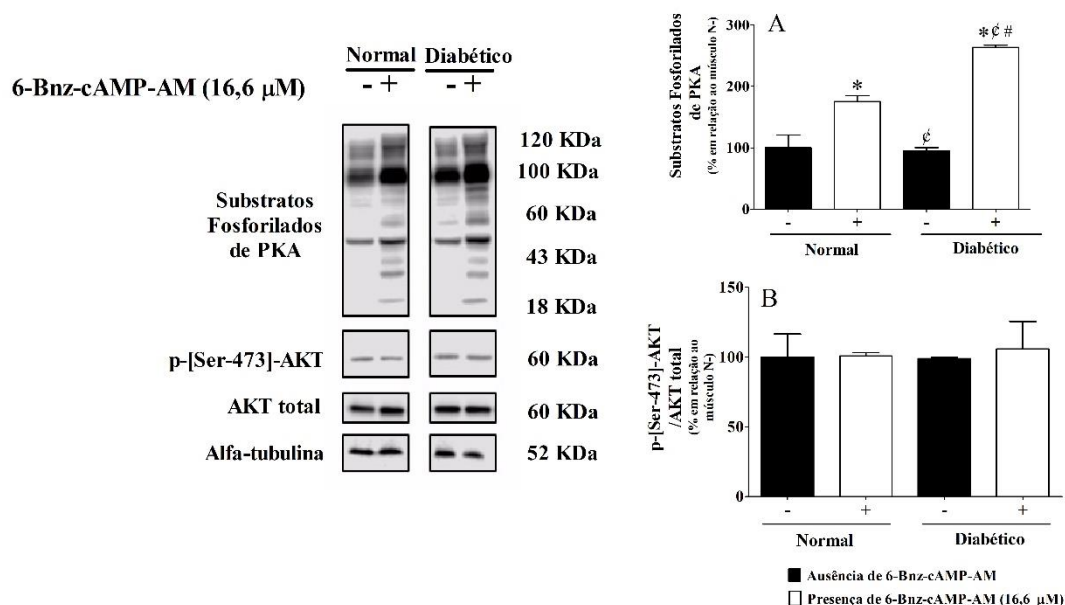 Normal Diabético
6-Bnz-cAMP-AM (16,6 µM) - + - +
120 KDa
100 KDa
60 KDa
43 KDa
18 KDa
Substratos
Fosforilados
de PKA
p-[Ser-473]-AKT 60 KDa
AKT total 60 KDa
Alfa-tubulina 52 KDa
A
Substratos Fosforilados
de PKA
(% em relação ao músculo N-)
300
200
100
0
*
¢
*¢ #
- + - +
Normal Diabético
B
p-[Ser-473]-AKT
/AKT total
(% em relação ao
músculo N-)
150
100
50
0
- + - +
Normal Diabético
Ausência de 6-Bnz-cAMP-AM
Presença de 6-Bnz-cAMP-AM (16,6 µM)